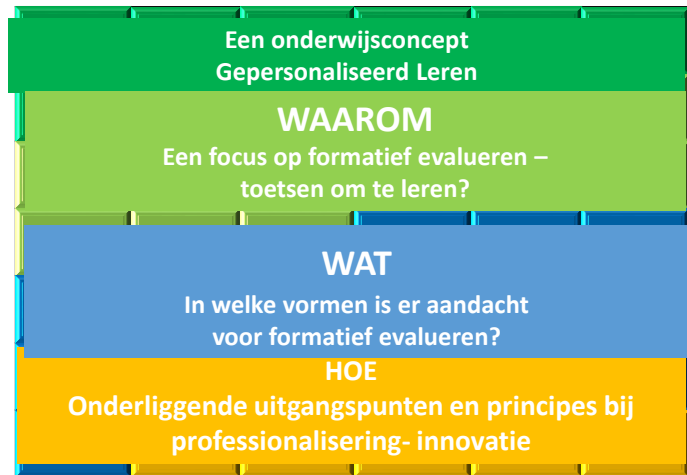 Een onderwijsconcept
Gepersonaliseerd Leren
WAAROM
Een focus op formatief evalueren –
toetsen om te leren?
WAT
In welke vormen is er aandacht
voor formatief evalueren?
HOE
Onderliggende uitgangspunten en principes bij
professionalisering- innovatie